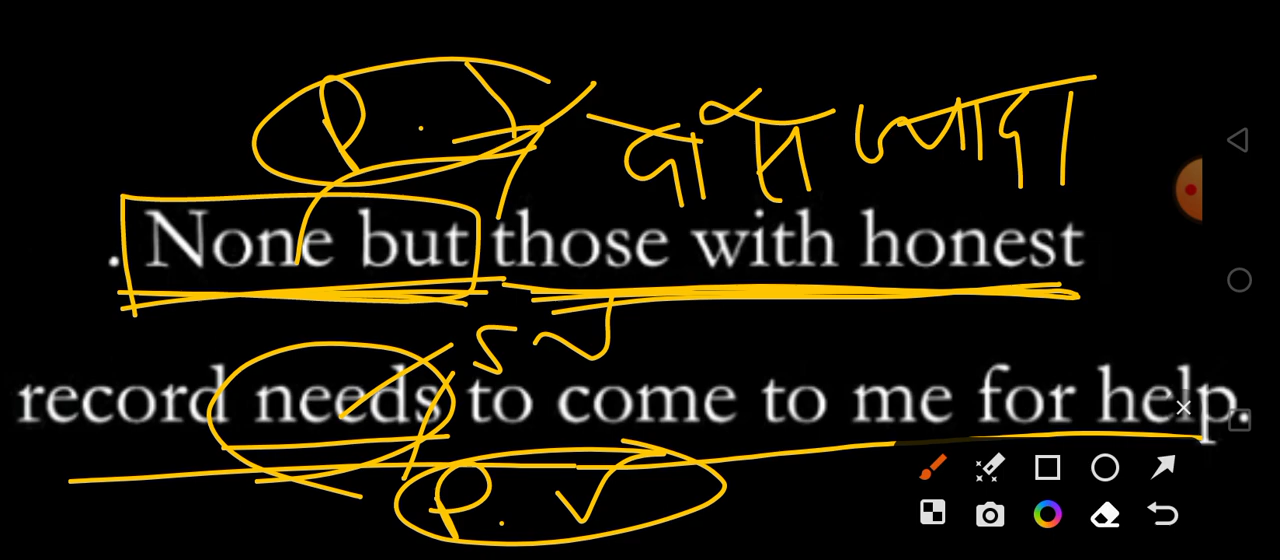 P.
ज्यादा
. None but those with honest
S V
record needs to come to me for help.
P. V